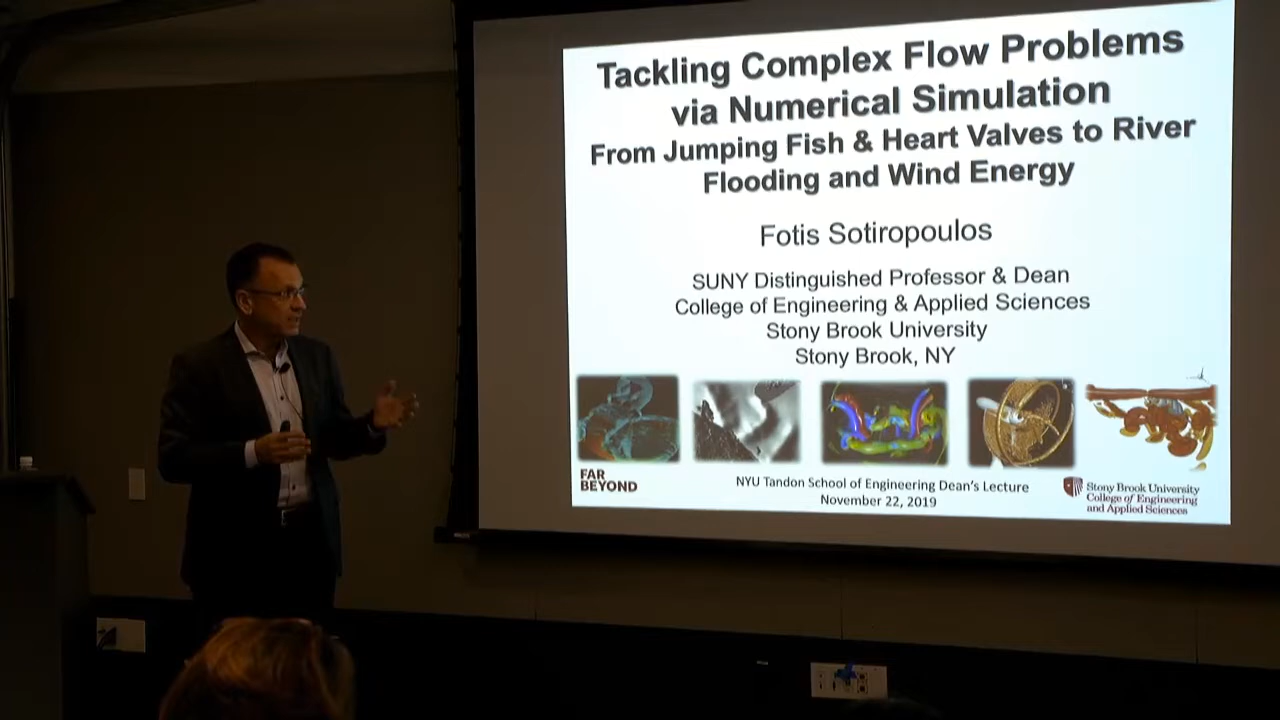 Tackling Complex Flow Problems
via Numerical Simulation
From Jumping Fish & Heart Valves to River
Flooding and Wind Energy
Fotis Sotiropoulos
SUNY Distinguished Professor & Dean
College of Engineering & Applied Sciences
Stony Brook University
Stony Brook, NY
FAR
BEYOND
NYU Tandon School of Engineering Dean's Lecture
November 22, 2019
Stony Brook University
College of Engineering
and Applied Sciences